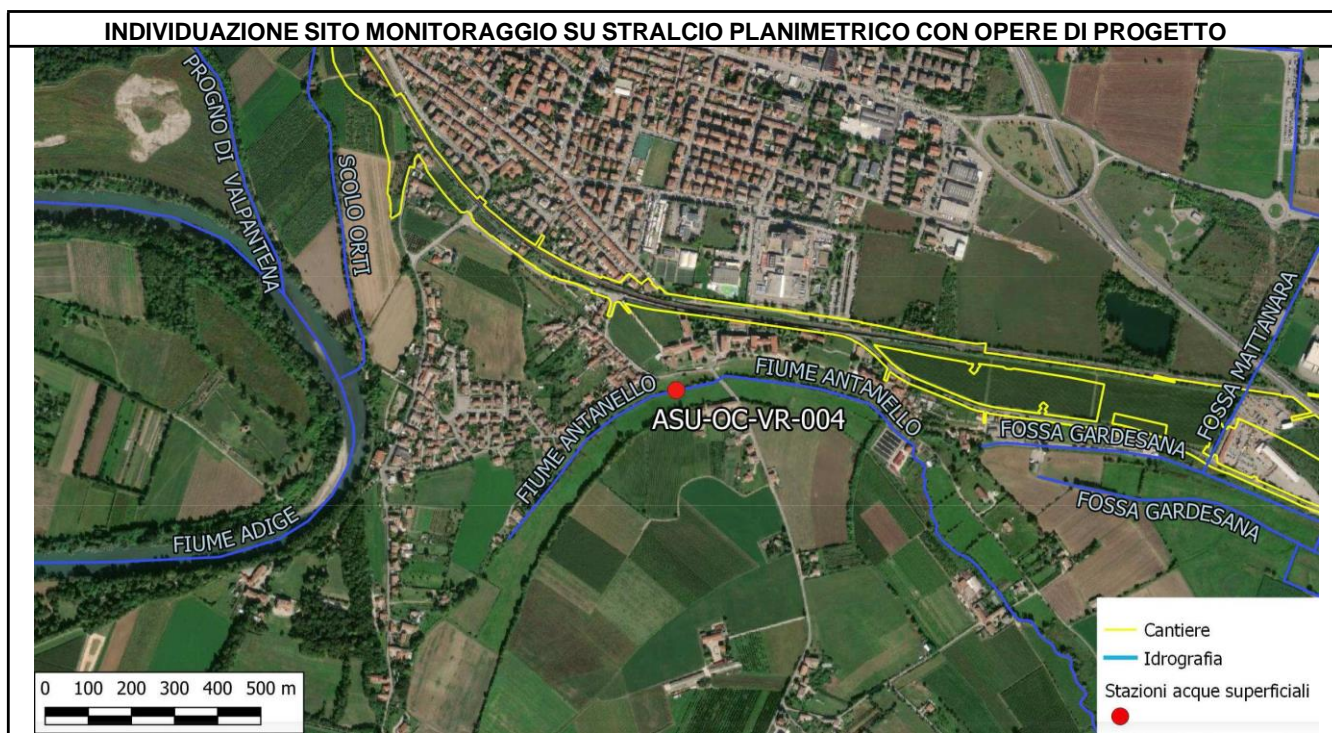 INDIVIDUAZIONE SITO MONITORAGGIO SU STRALCIO PLANIMETRICO CON OPERE DI PROGETTO
PROGNO DI VALPANTENA
SCOLO ORTI
FOSSA MATTANARA
FIUME ANTANELLO
FIUME ANTANELLO
ASU-OC-VR-004
FOSSA GARDESANA
FOSSA GARDESANA
FIUME ADIGE
Cantiere
Idrografia
Stazioni acque superficiali
0 100 200 300 400 500 m